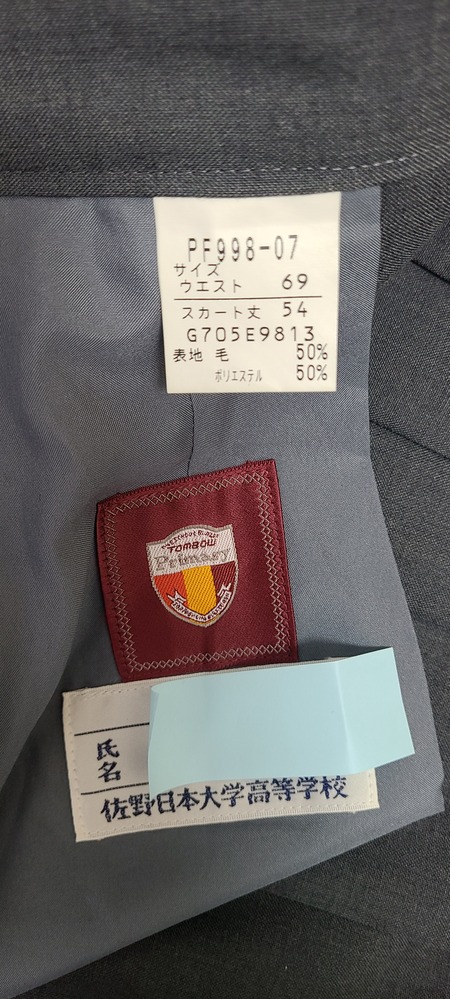 PF998-07
サイズ
ウエスト 69
スカート丈 54
G705E9813
表地 毛 50%
ポリエステル 50%
TOMBOW
Primary
氏名
佐野日本大学高等学校